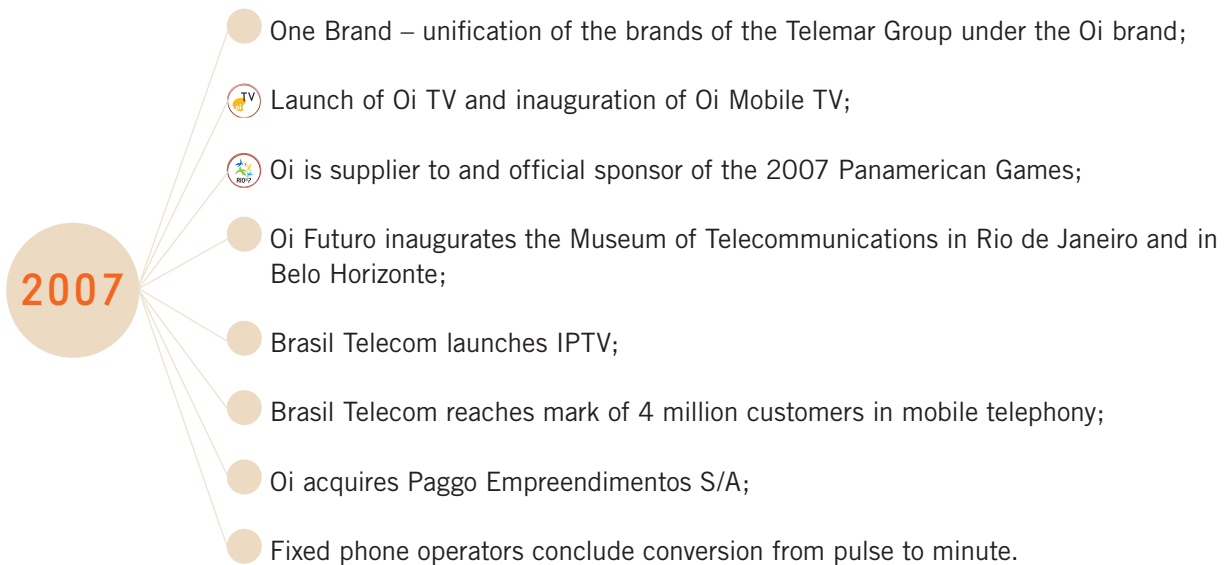 One Brand – unification of the brands of the Telemar Group under the Oi brand;
TV
Launch of Oi TV and inauguration of Oi Mobile TV;
Oi is supplier to and official sponsor of the 2007 Panamerican Games;
Oi Futuro inaugurates the Museum of Telecommunications in Rio de Janeiro and in
Belo Horizonte;
2007
Brasil Telecom launches IPTV;
Brasil Telecom reaches mark of 4 million customers in mobile telephony;
Oi acquires Paggo Empreendimentos S/A;
Fixed phone operators conclude conversion from pulse to minute.